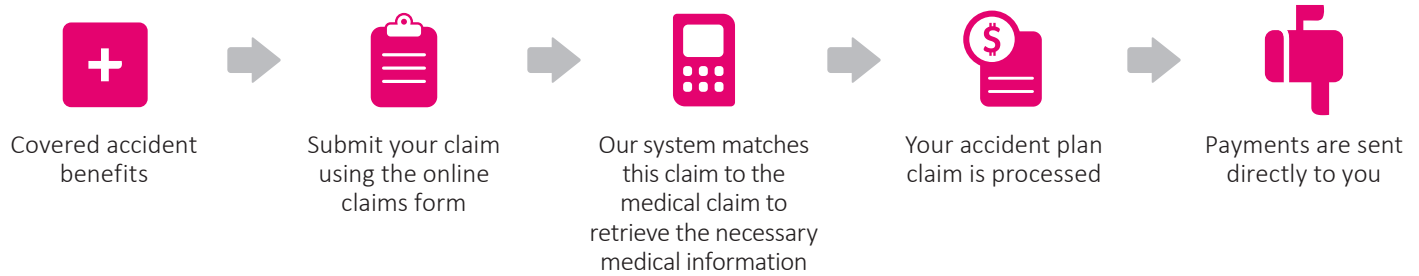 $
Covered accident
benefits
Submit your claim
using the online
claims form
Our system matches
this claim to the
medical claim to
retrieve the necessary
medical information
Your accident plan
claim is processed
Payments are sent
directly to you